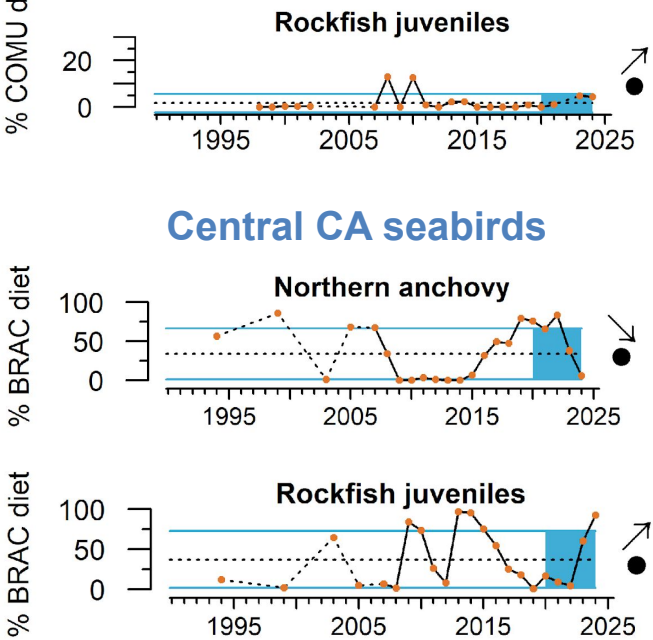 Rockfish juveniles
% COMU d
20
0
1995 2005 2015 2025
Central CA seabirds
Northern anchovy
% BRAC diet
100
50
0
1995 2005 2015 2025
Rockfish juveniles
% BRAC diet
100
50
0
1995 2005 2015 2025